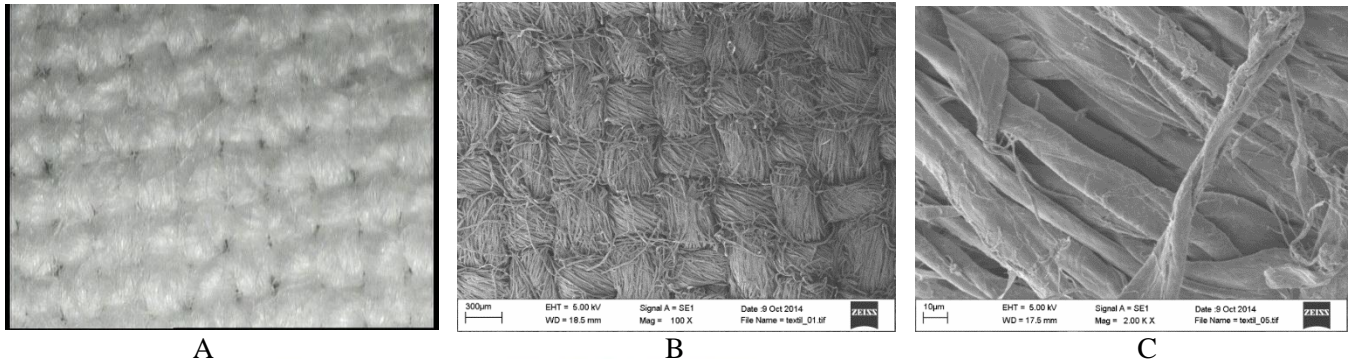 300µm
EHT = 5.00 kV
WD = 18.5 mm
Signal A = SE1
Mag = 100 X
Date :9 Oct 2014
File Name = textil_01.tif
ZEISS
10µm
EHT = 5.00 kV
WD = 17.5 mm
Signal A = SE1
Mag = 2.00 K X
Date :9 Oct 2014
File Name = textil_05.tif
ZEISS
A
B
C